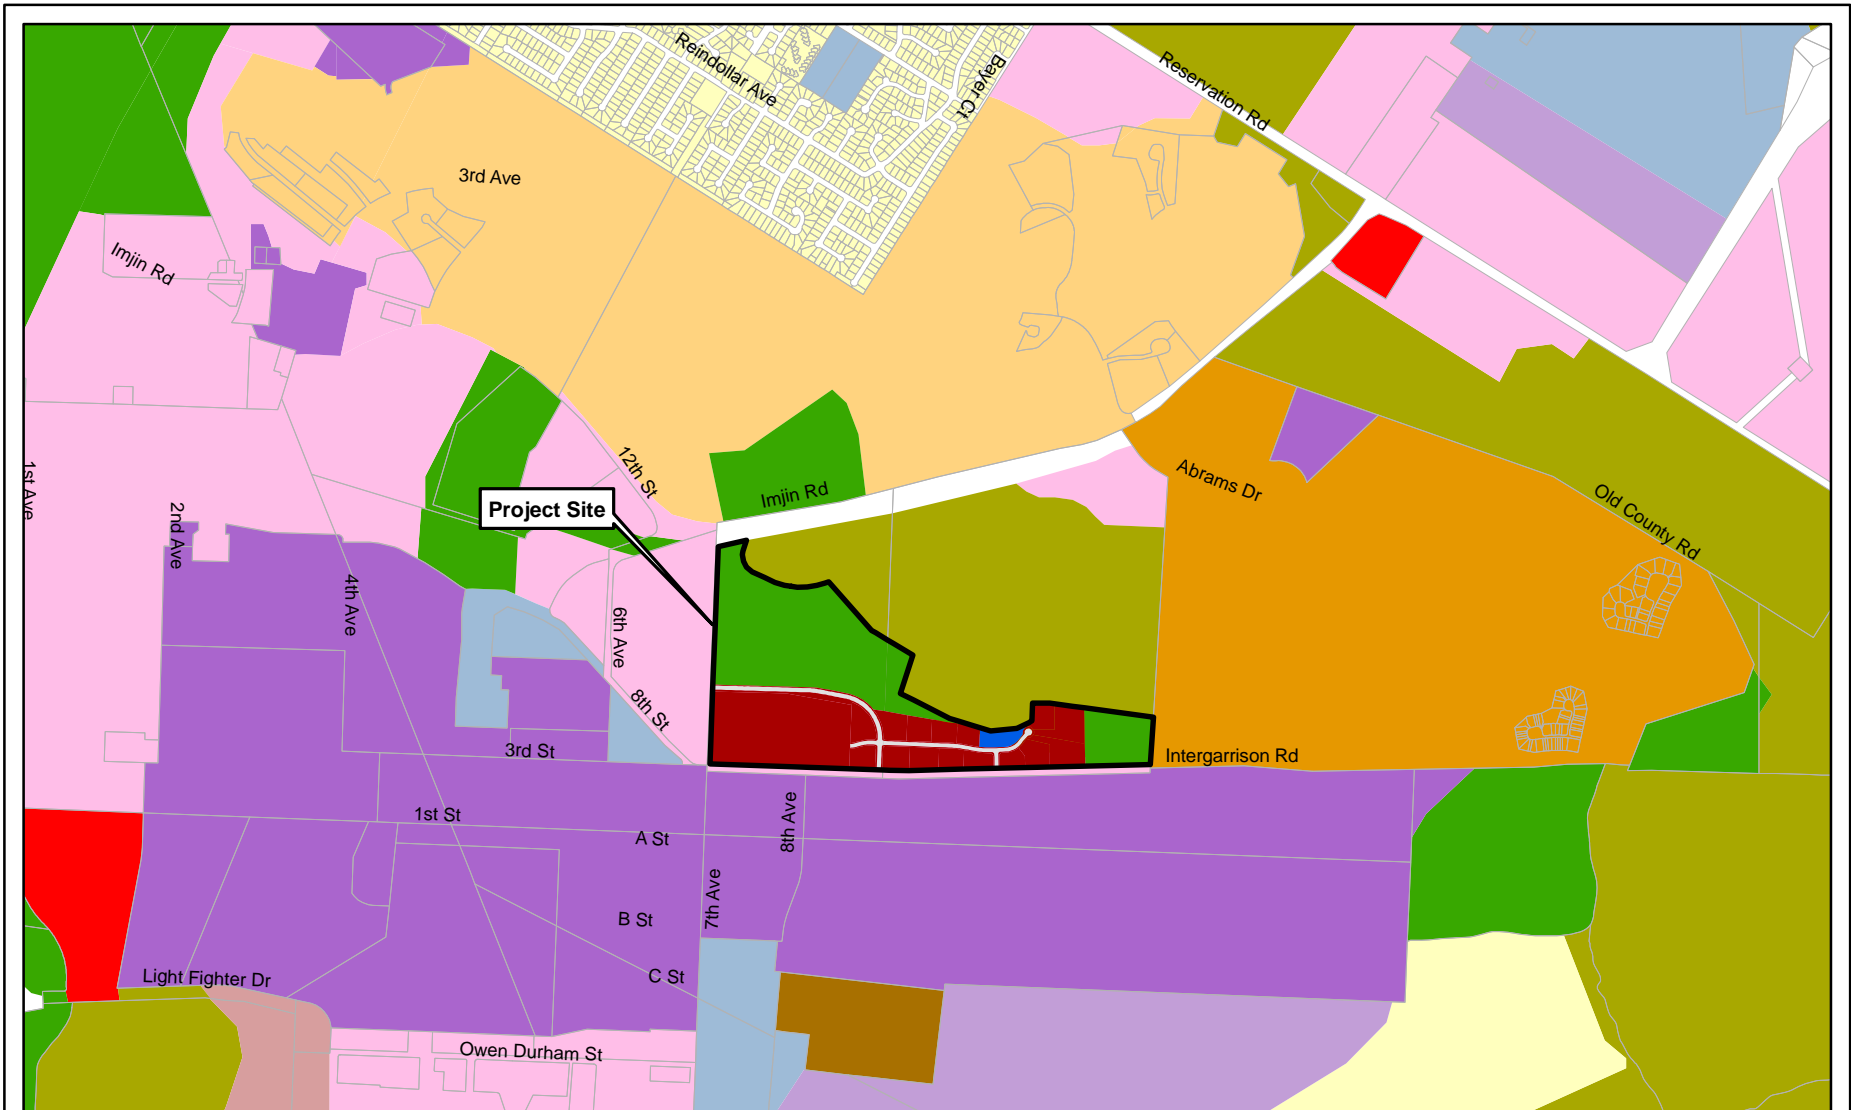 Reindollar Ave
Bayer Ct
Reservation Rd
3rd Ave
Imjin Rd
12th St
Imjin Rd
Abrams Dr
Old County Rd
1st Ave
2nd Ave
Project Site
4th Ave
6th Ave
8th St
3rd St
Intergarrison Rd
1st St
A St
8th Ave
7th Ave
B St
C St
Light Fighter Dr
Owen Durham St